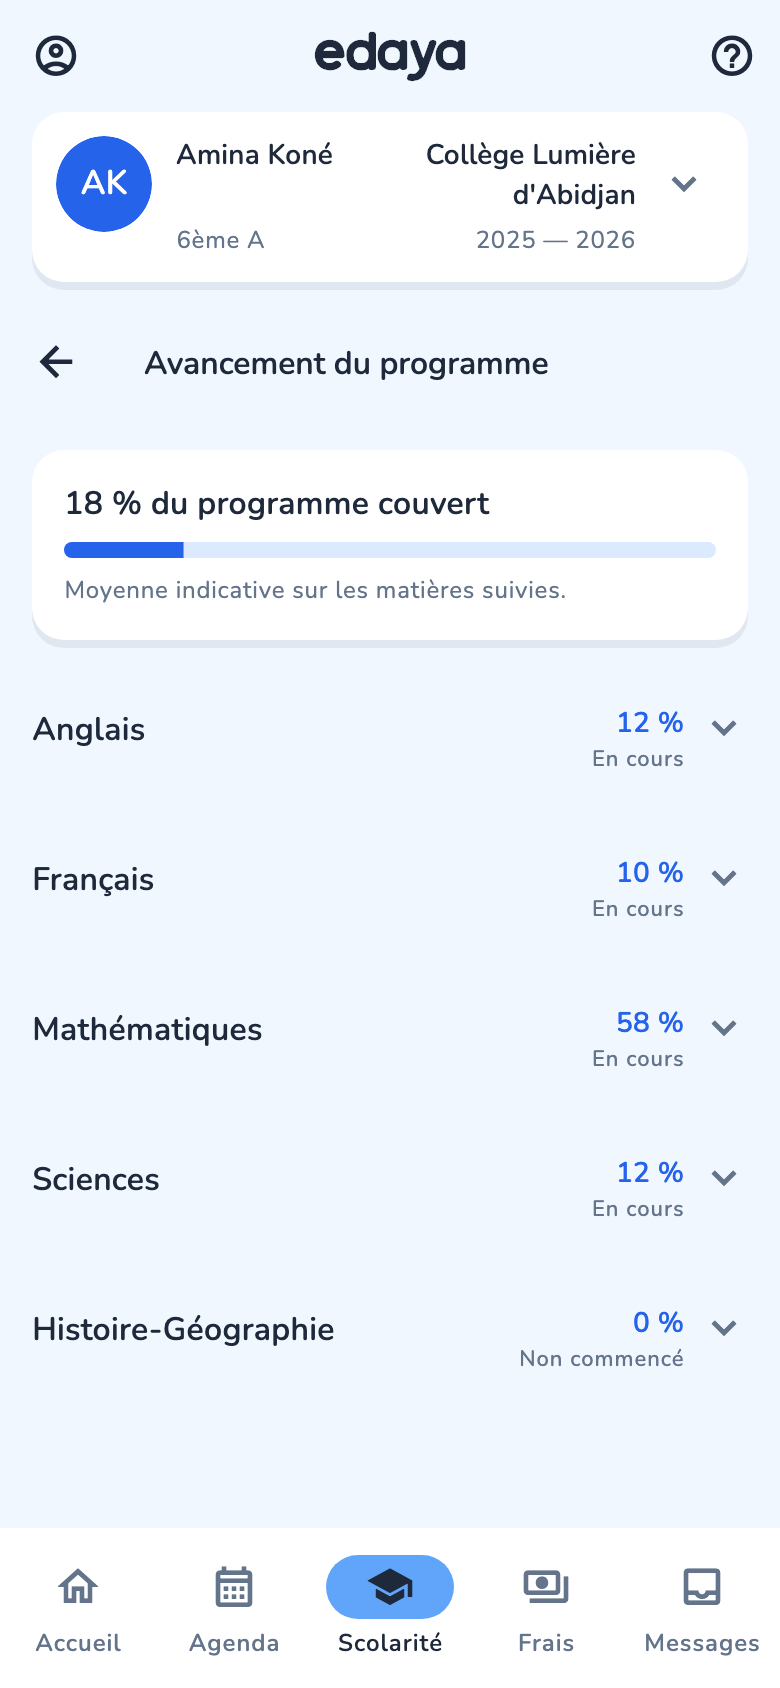 edaya
AK
Amina Koné
Collège Lumière
d'Abidjan
6ème A
2025 — 2026
Avancement du programme
18 % du programme couvert
Moyenne indicative sur les matières suivies.
Anglais
12 %
En cours
Français
10 %
En cours
Mathématiques
58 %
En cours
Sciences
12 %
En cours
Histoire-Géographie
0 %
Non commencé
Accueil
Agenda
Scolarité
Frais
Messages